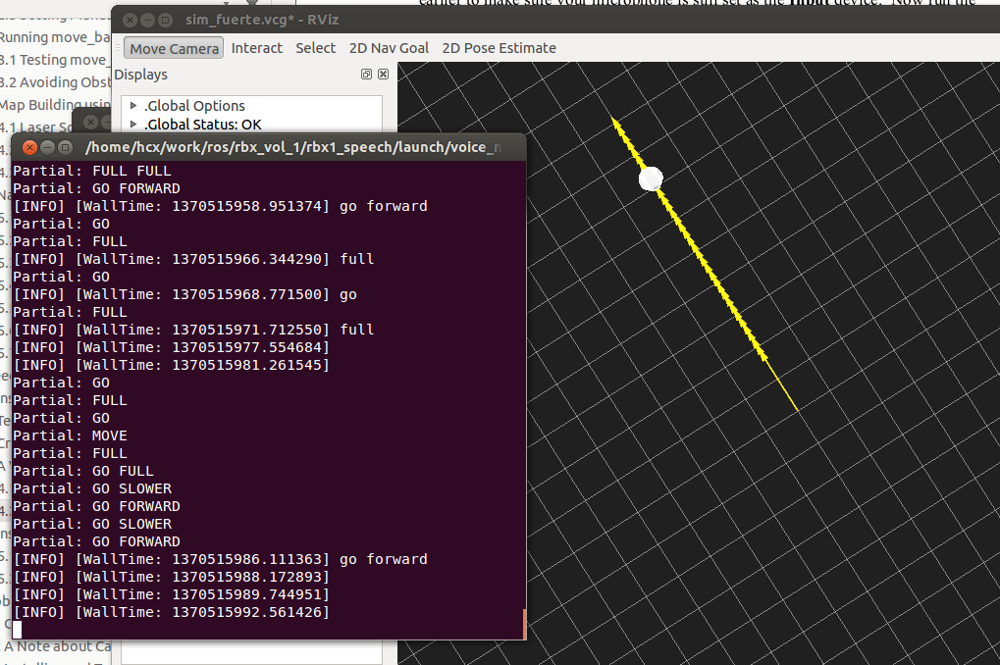 earlier to make sure your microphone is still set as the Input device. Now run the
sim_fuerte.vcg* - RViz
Move Camera Interact Select 2D Nav Goal 2D Pose Estimate
Displays
.Global Options
.Global Status: OK
Running move_ba
3.1 Testing move_
3.2 Avoiding Obst
Map Building usin
4.1 Laser Sc
/home/hcx/work/ros/rbx_vol_1/rbx1_speech/launch/voice_n
Partial: FULL FULL
Partial: GO FORWARD
[INFO] [WallTime: 1370515958.951374] go forward
Partial: GO
Partial: FULL
[INFO] [WallTime: 1370515966.344290] full
Partial: GO
[INFO] [WallTime: 1370515968.771500] go
Partial: FULL
[INFO] [WallTime: 1370515971.712550] full
[INFO] [WallTime: 1370515977.554684]
[INFO] [WallTime: 1370515981.261545]
Partial: GO
Partial: FULL
Partial: GO
Partial: MOVE
Partial: FULL
Partial: GO FULL
Partial: GO SLOWER
Partial: GO FORWARD
Partial: GO SLOWER
Partial: GO FORWARD
[INFO] [WallTime: 1370515986.111363] go forward
[INFO] [WallTime: 1370515988.172893]
[INFO] [WallTime: 1370515989.744951]
[INFO] [WallTime: 1370515992.561426]
A Note about Ca